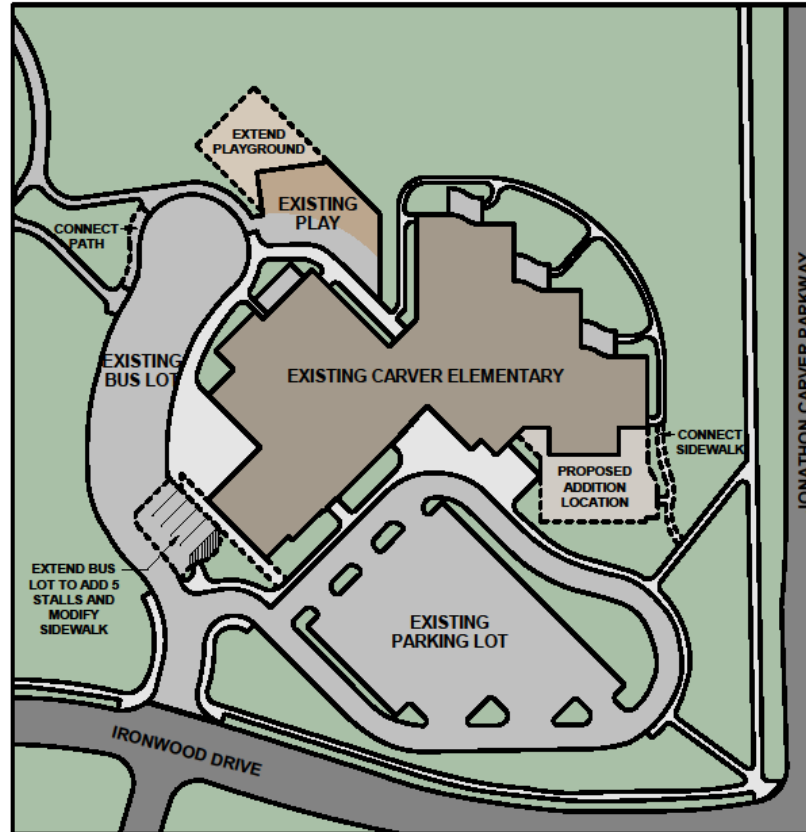 EXTEND
PLAYGROUND
EXISTING
PLAY
CONNECT
PATH
EXISTING
BUS LOT
EXISTING CARVER ELEMENTARY
JONATHON CARVER PARKWAY
CONNECT
SIDEWALK
PROPOSED
ADDITION
LOCATION
EXTEND BUS
LOT TO ADD 5
STALLS AND
MODIFY
SIDEWALK
EXISTING
PARKING LOT
IRONWOOD DRIVE